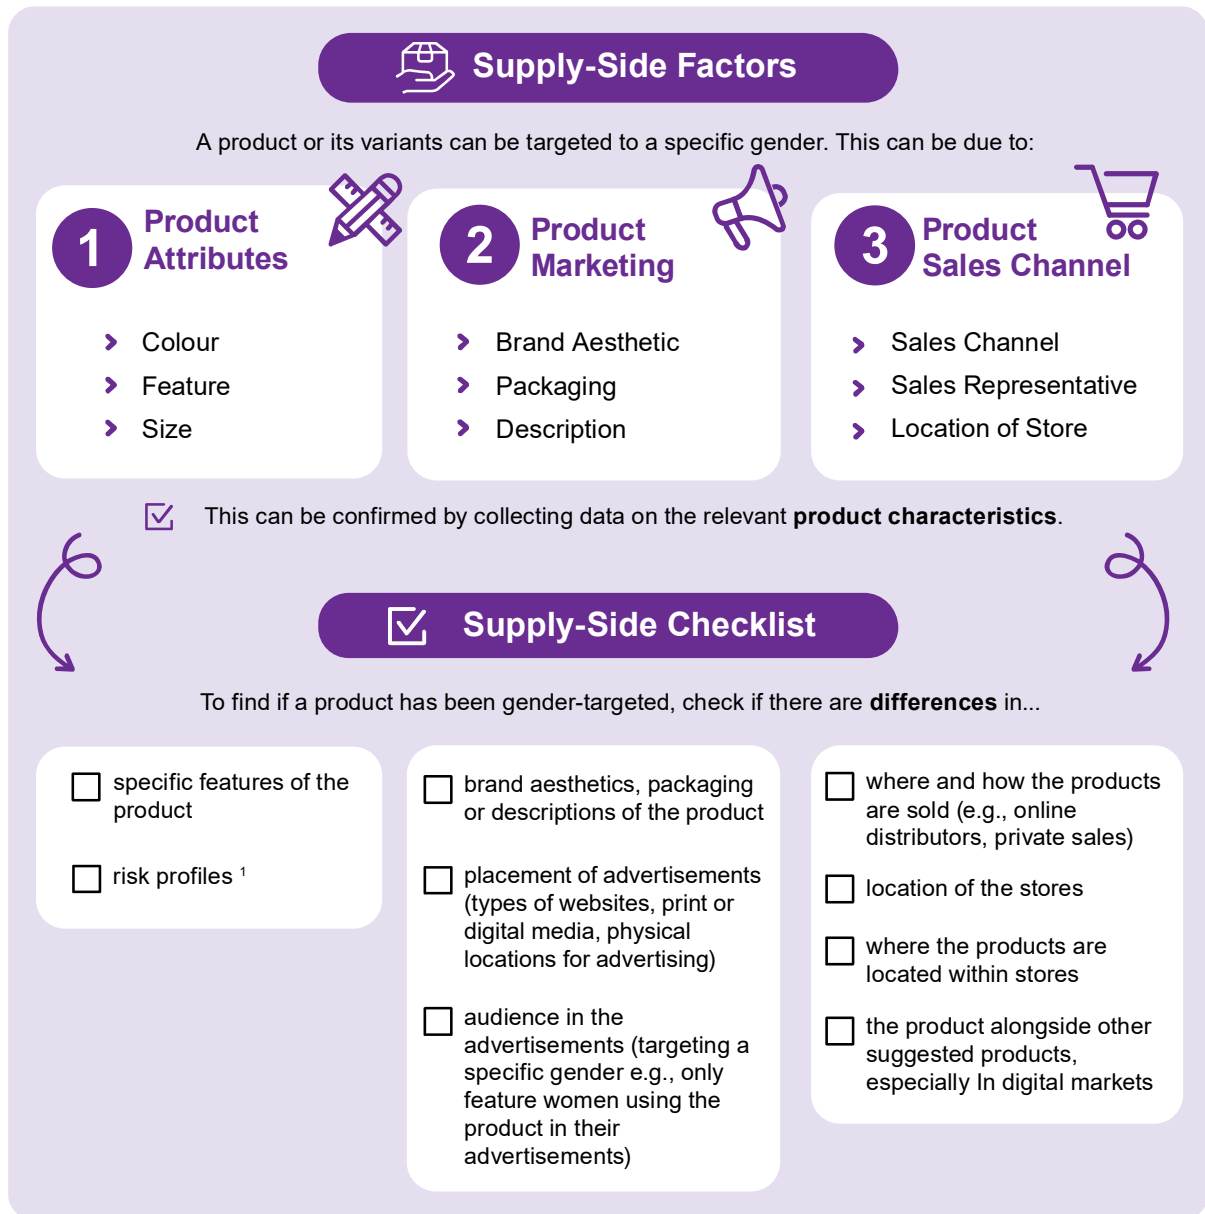 Supply-Side Factors
A product or its variants can be targeted to a specific gender. This can be due to:
1
Product
Attributes
Colour
Feature
Size
2
Product
Marketing
Brand Aesthetic
Packaging
Description
3
Product
Sales Channel
Sales Channel
Sales Representative
Location of Store
This can be confirmed by collecting data on the relevant product characteristics.
Supply-Side Checklist
To find if a product has been gender-targeted, check if there are differences in...
specific features of the
product
risk profiles 1
brand aesthetics, packaging
or descriptions of the product
placement of advertisements
(types of websites, print or
digital media, physical
locations for advertising)
audience in the
advertisements (targeting a
specific gender e.g., only
feature women using the
product in their
advertisements)
where and how the products
are sold (e.g., online
distributors, private sales)
location of the stores
where the products are
located within stores
the product alongside other
suggested products,
especially In digital markets